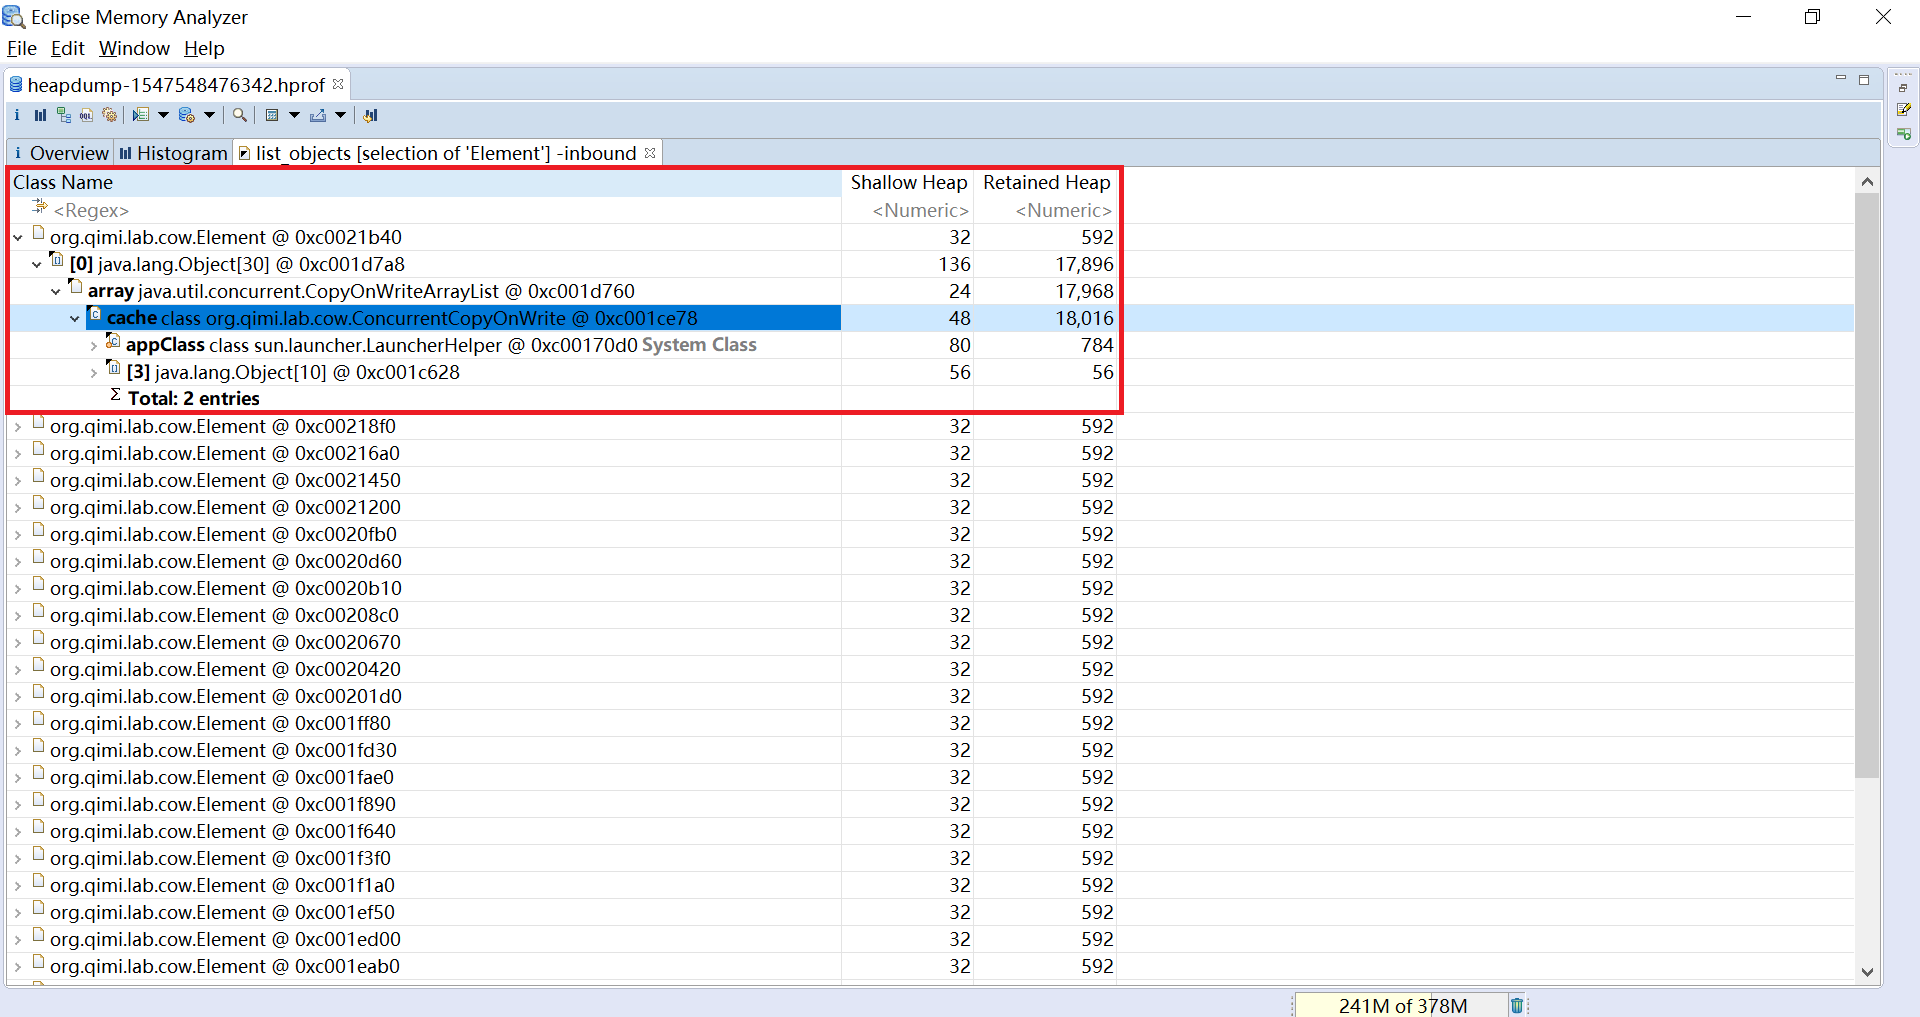 Eclipse Memory Analyzer
File Edit Window Help
heapdump-1547548476342.hprof
Overview Histogram list_objects [selection of 'Element'] -inbound
Class Name Shallow Heap Retained Heap
<Regex> <Numeric> <Numeric>
org.qimi.lab.cow.Element @ 0xc0021b40 32 592
[0] java.lang.Object[30] @ 0xc001d7a8 136 17,896
array java.util.concurrent.CopyOnWriteArrayList @ 0xc001d760 24 17,968
cache class org.qimi.lab.cow.ConcurrentCopyOnWrite @ 0xc001ce78 48 18,016
appClass class sun.launcher.LauncherHelper @ 0xc00170d0 System Class 80 784
[3] java.lang.Object[10] @ 0xc001c628 56 56
Σ Total: 2 entries
org.qimi.lab.cow.Element @ 0xc00218f0 32 592
org.qimi.lab.cow.Element @ 0xc00216a0 32 592
org.qimi.lab.cow.Element @ 0xc0021450 32 592
org.qimi.lab.cow.Element @ 0xc0021200 32 592
org.qimi.lab.cow.Element @ 0xc0020fb0 32 592
org.qimi.lab.cow.Element @ 0xc0020d60 32 592
org.qimi.lab.cow.Element @ 0xc0020b10 32 592
org.qimi.lab.cow.Element @ 0xc00208c0 32 592
org.qimi.lab.cow.Element @ 0xc0020670 32 592
org.qimi.lab.cow.Element @ 0xc0020420 32 592
org.qimi.lab.cow.Element @ 0xc00201d0 32 592
org.qimi.lab.cow.Element @ 0xc001ff80 32 592
org.qimi.lab.cow.Element @ 0xc001fd30 32 592
org.qimi.lab.cow.Element @ 0xc001fae0 32 592
org.qimi.lab.cow.Element @ 0xc001f890 32 592
org.qimi.lab.cow.Element @ 0xc001f640 32 592
org.qimi.lab.cow.Element @ 0xc001f3f0 32 592
org.qimi.lab.cow.Element @ 0xc001f1a0 32 592
org.qimi.lab.cow.Element @ 0xc001ef50 32 592
org.qimi.lab.cow.Element @ 0xc001ed00 32 592
org.qimi.lab.cow.Element @ 0xc001eab0 32 592
241M of 378M